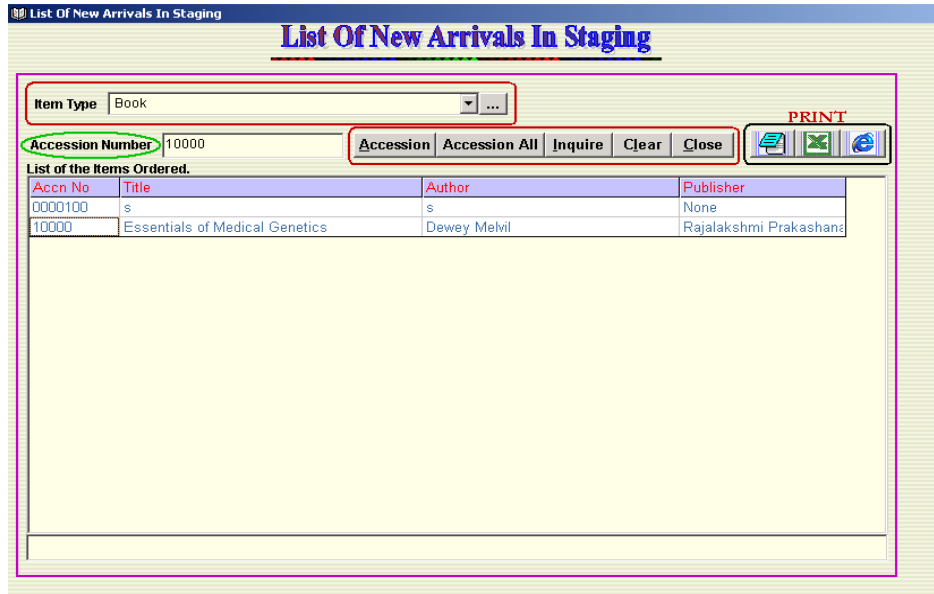 List Of New Arrivals In Staging
List Of New Arrivals In Staging
Item Type Book ...
PRINT
Accession Number 10000 Accession Accession All Inquire Clear Close
List of the Items Ordered.
Accn No Title Author Publisher
0000100 s s None
10000 Essentials of Medical Genetics Dewey Melvil Rajalakshmi Prakashana